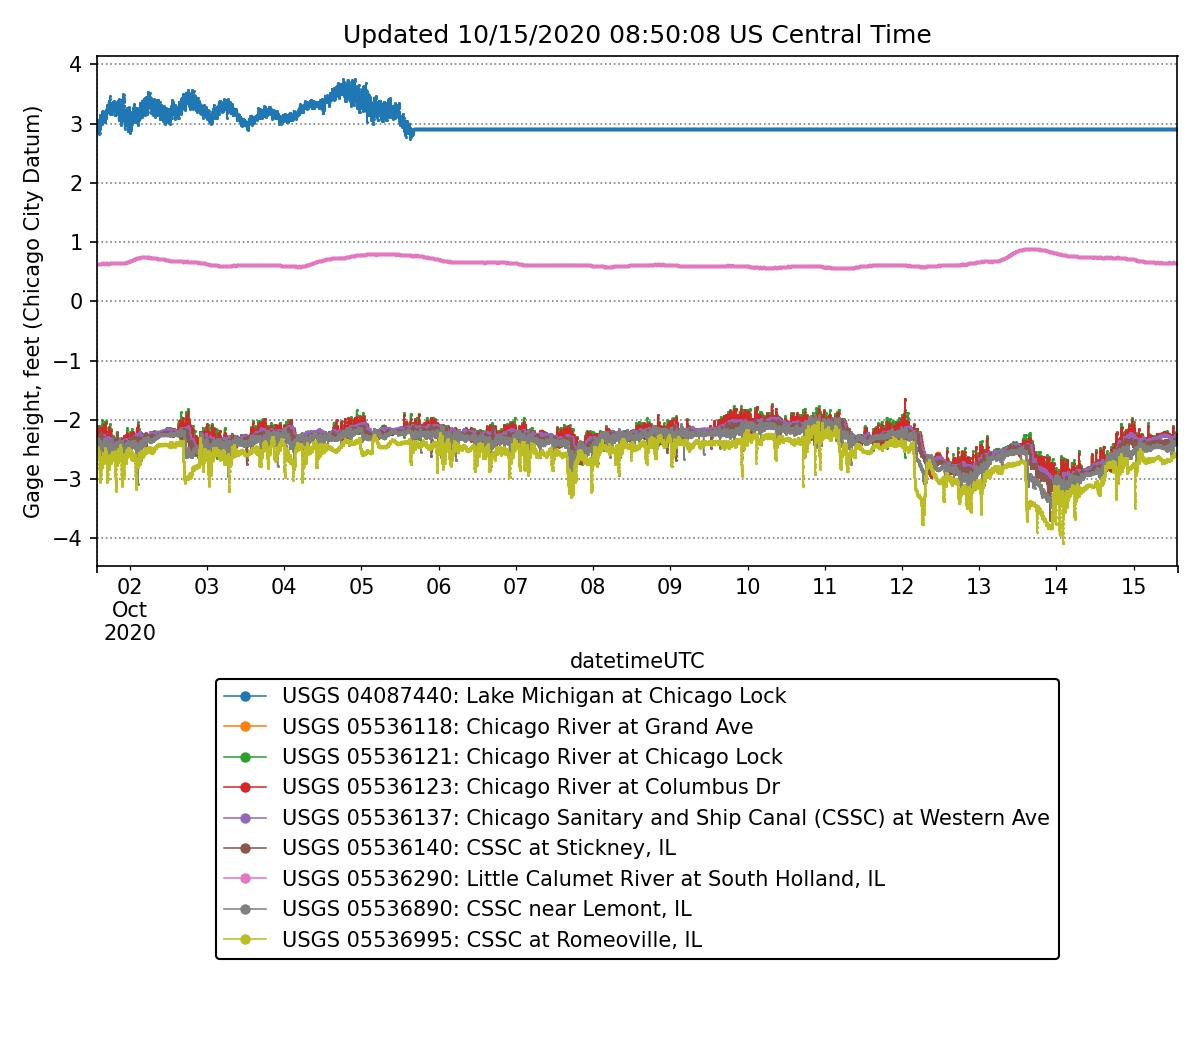 Updated 10/15/2020 08:50:08 US Central Time
Gage height, feet (Chicago City Datum)
4
3
2
1
0
−1
−2
−3
−4
02 03 04 05 06 07 08 09 10 11 12 13 14 15
Oct
2020
datetimeUTC
USGS 04087440: Lake Michigan at Chicago Lock
USGS 05536118: Chicago River at Grand Ave
USGS 05536121: Chicago River at Chicago Lock
USGS 05536123: Chicago River at Columbus Dr
USGS 05536137: Chicago Sanitary and Ship Canal (CSSC) at Western Ave
USGS 05536140: CSSC at Stickney, IL
USGS 05536290: Little Calumet River at South Holland, IL
USGS 05536890: CSSC near Lemont, IL
USGS 05536995: CSSC at Romeoville, IL